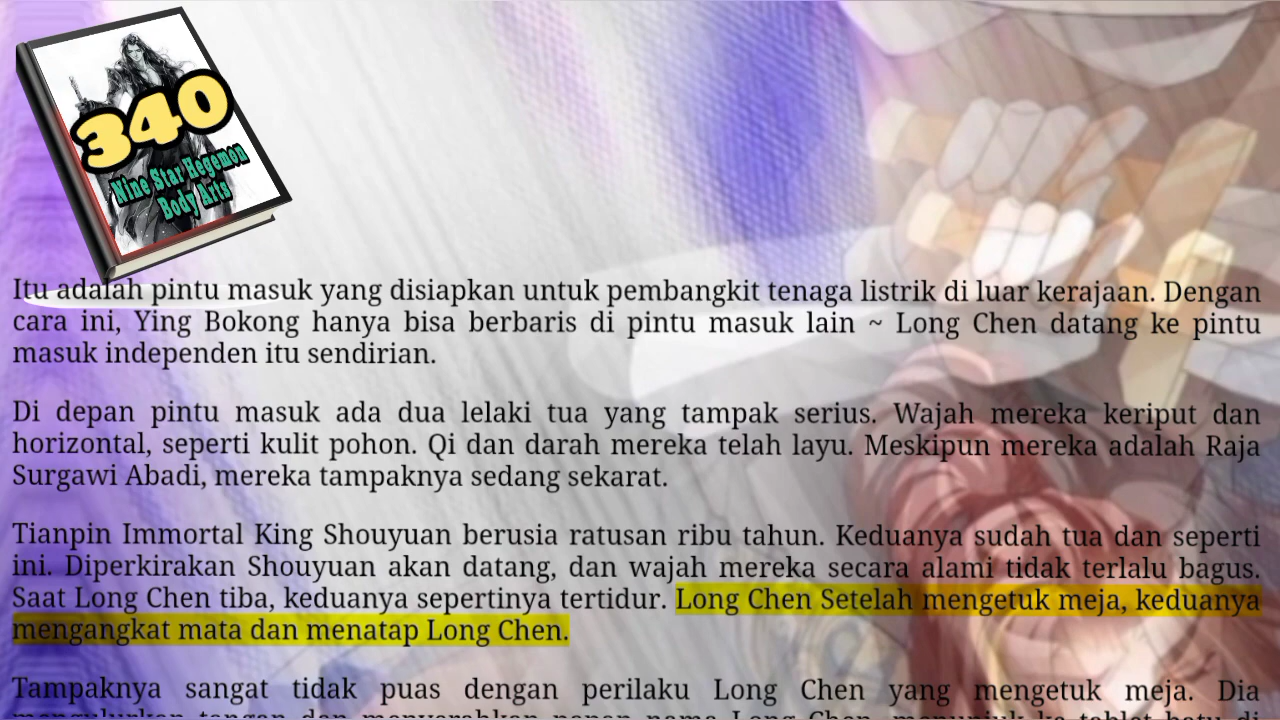 340
Nine Star Hegemon
Body Arts
Itu adalah pintu masuk yang disiapkan untuk pembangkit tenaga listrik di luar kerajaan. Dengan
cara ini, Ying Bokong hanya bisa berbaris di pintu masuk lain ~ Long Chen datang ke pintu
masuk independen itu sendirian.
Di depan pintu masuk ada dua lelaki tua yang tampak serius. Wajah mereka keriput dan
horizontal, seperti kulit pohon. Qi dan darah mereka telah layu. Meskipun mereka adalah Raja
Surgawi Abadi, mereka tampaknya sedang sekarat.
Tianpin Immortal King Shouyuan berusia ratusan ribu tahun. Keduanya sudah tua dan seperti
ini. Diperkirakan Shouyuan akan datang, dan wajah mereka secara alami tidak terlalu bagus.
Saat Long Chen tiba, keduanya sepertinya tertidur. Long Chen Setelah mengetuk meja, keduanya
mengangkat mata dan menatap Long Chen.
Tampaknya sangat tidak puas dengan perilaku Long Chen yang mengetuk meja. Dia